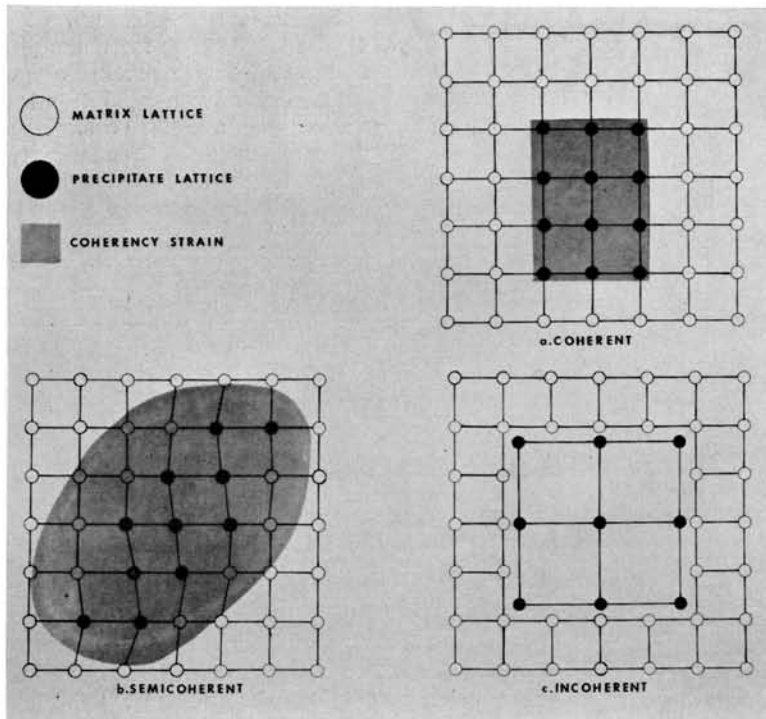 MATRIX LATTICE
PRECIPITATE LATTICE
COHERENCY STRAIN
a.COHERENT
b.SEMICOHERENT
c.INCOHERENT